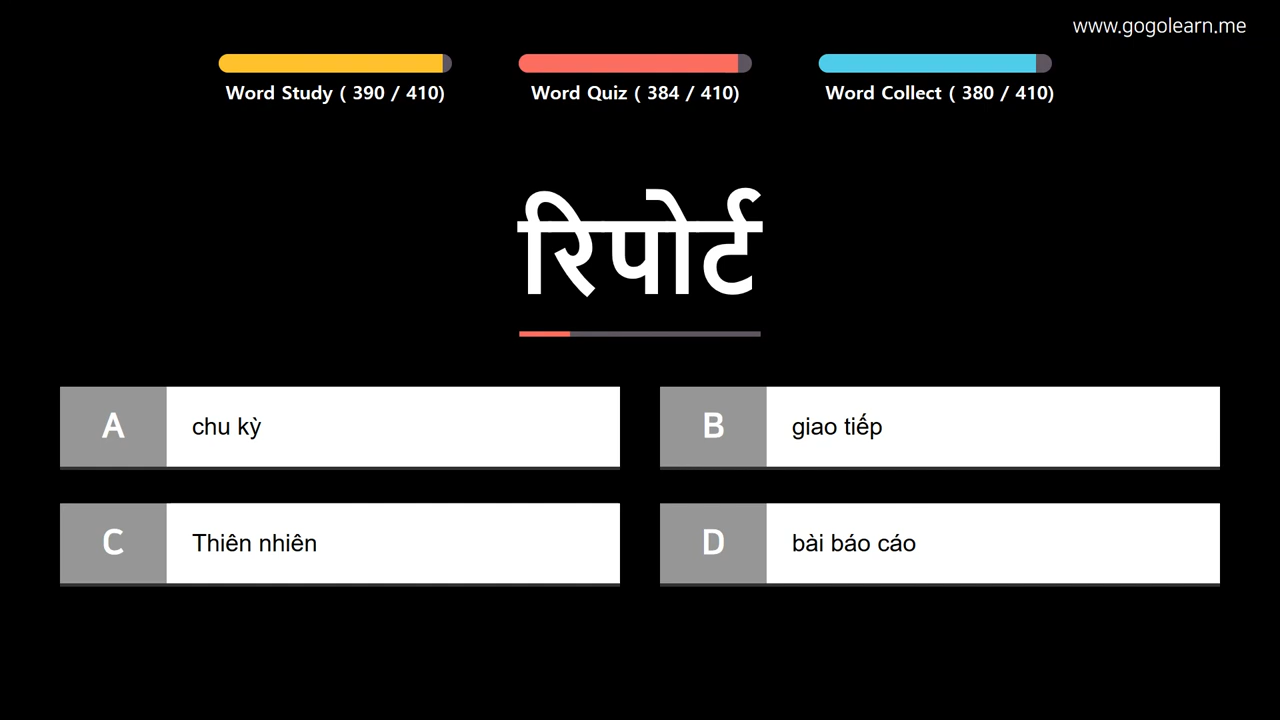 www.gogolearn.me
Word Study ( 390 / 410)
Word Quiz ( 384 / 410)
Word Collect ( 380 / 410)
रिपोर्ट
A chu kỳ
B giao tiếp
C Thiên nhiên
D bài báo cáo